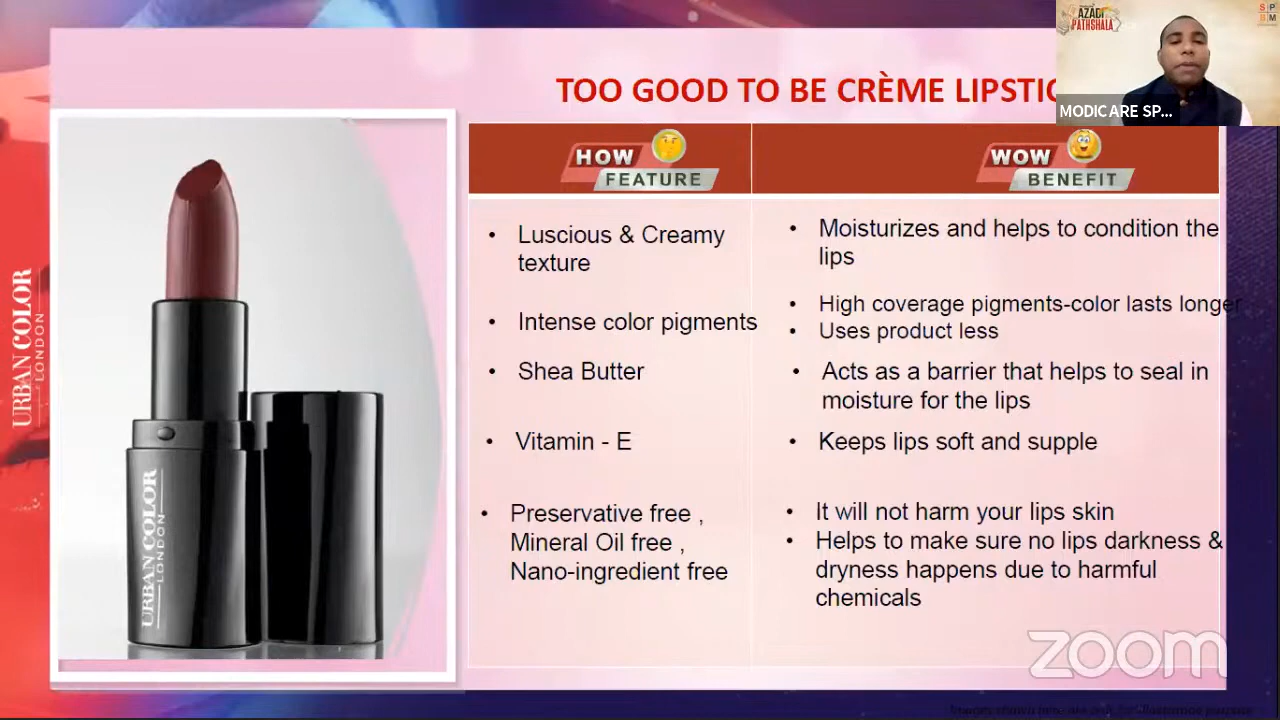 AZADI
PATHSHALA
S P
B M
MODICARE SP...
TOO GOOD TO BE CRÈME LIPSTIC
HOW
FEATURE
WOW
BENEFIT
• Luscious & Creamy
texture
• Moisturizes and helps to condition the
lips
• Intense color pigments
• High coverage pigments-color lasts longer
• Uses product less
• Shea Butter
• Acts as a barrier that helps to seal in
moisture for the lips
• Vitamin - E
• Keeps lips soft and supple
• Preservative free ,
Mineral Oil free ,
Nano-ingredient free
• It will not harm your lips skin
• Helps to make sure no lips darkness &
dryness happens due to harmful
chemicals
URBAN COLOR
LONDON
URBAN COLOR
LONDON
zoom